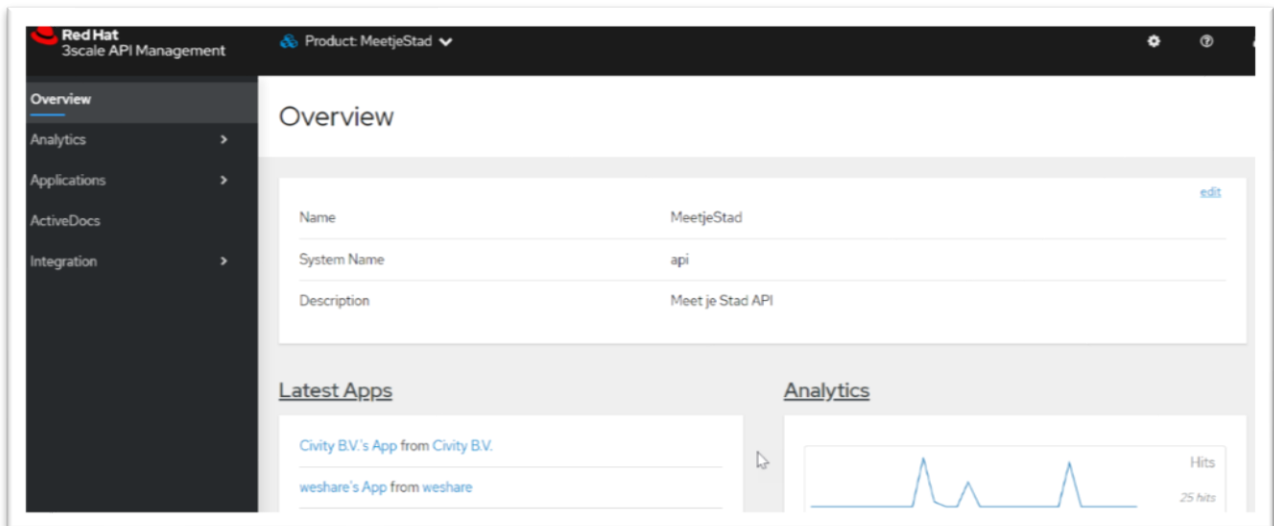 Red Hat
3scale API Management
Product: MeetjeStad
Overview
Analytics
Applications
ActiveDocs
Integration
Overview
edit
Name MeetjeStad
System Name api
Description Meet je Stad API
Latest Apps
Civity B.V.'s App from Civity B.V.
weshare's App from weshare
Analytics
Hits
25 hits